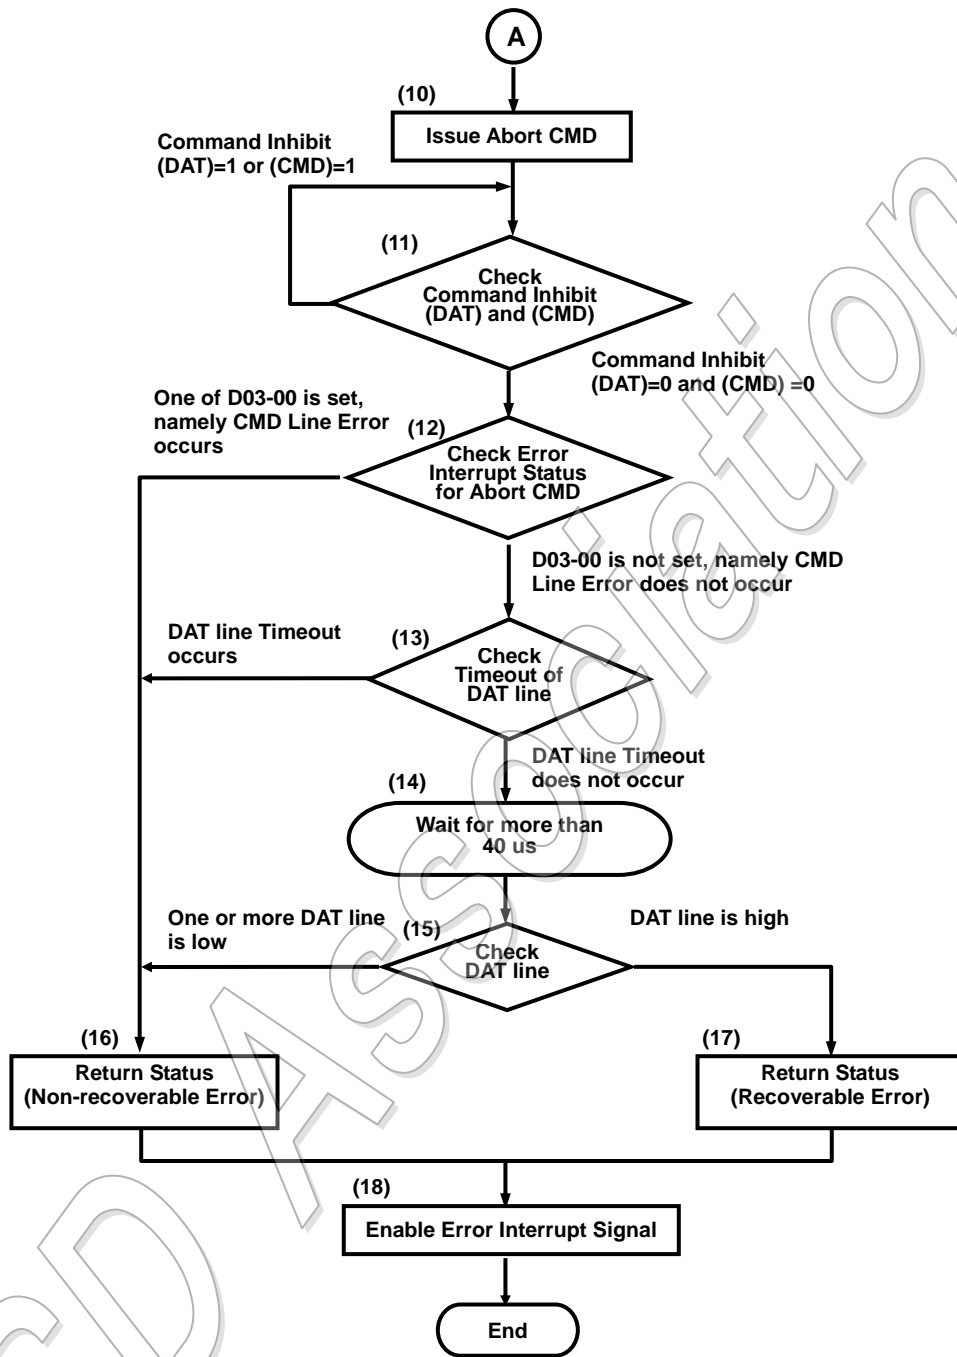 A
(10)
Issue Abort CMD
Command Inhibit
(DAT)=1 or (CMD)=1
(11)
Check
Command Inhibit
(DAT) and (CMD)
Command Inhibit
(DAT)=0 and (CMD) =0
One of D03-00 is set,
namely CMD Line Error
occurs
(12)
Check Error
Interrupt Status
for Abort CMD
D03-00 is not set, namely CMD
Line Error does not occur
DAT line Timeout
occurs
(13)
Check
Timeout of
DAT line
DAT line Timeout
does not occur
(14)
Wait for more than
40 us
One or more DAT line
is low
(15)
Check
DAT line
DAT line is high
(16)
Return Status
(Non-recoverable Error)
(17)
Return Status
(Recoverable Error)
(18)
Enable Error Interrupt Signal
End
CD Association